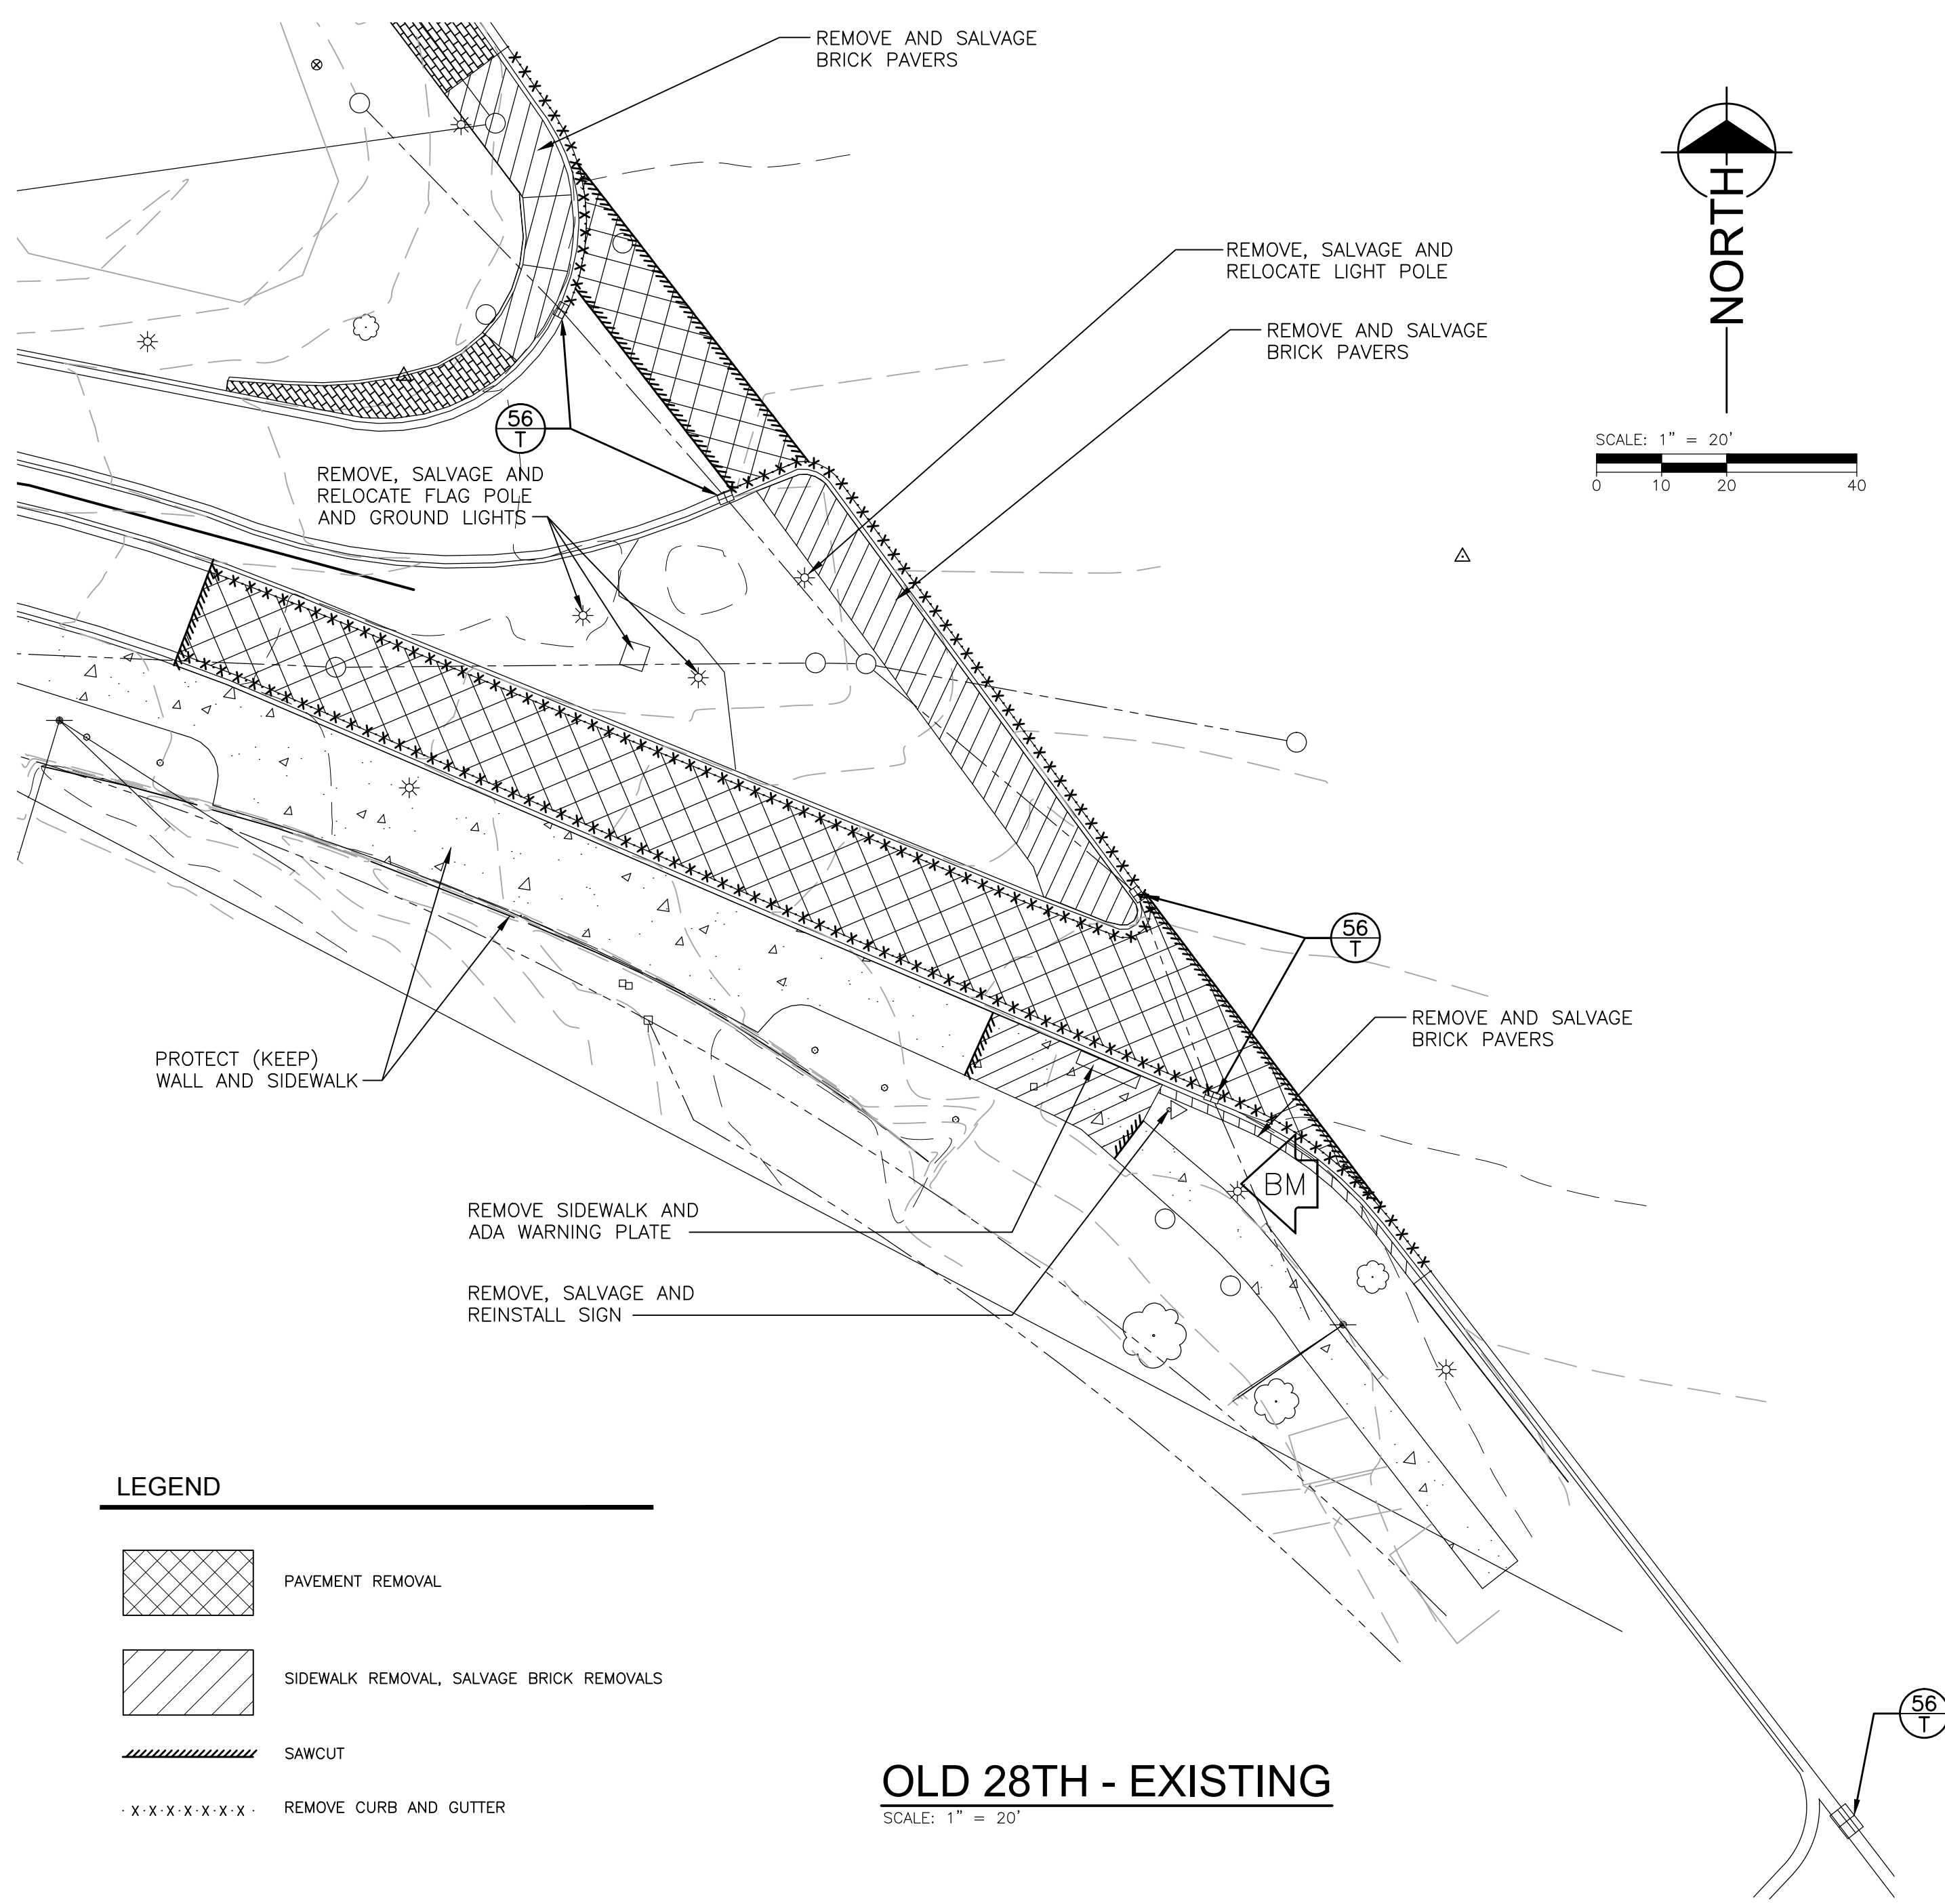 REMOVE AND SALVAGE
BRICK PAVERS
NORTH
REMOVE, SALVAGE AND
RELOCATE LIGHT POLE
REMOVE AND SALVAGE
BRICK PAVERS
SCALE: 1" = 20'
0 10 20 40
56
T
REMOVE, SALVAGE AND
RELOCATE FLAG POLE
AND GROUND LIGHTS
56
T
REMOVE AND SALVAGE
BRICK PAVERS
PROTECT (KEEP)
WALL AND SIDEWALK
BM
REMOVE SIDEWALK AND
ADA WARNING PLATE
REMOVE, SALVAGE AND
REINSTALL SIGN
LEGEND
PAVEMENT REMOVAL
SIDEWALK REMOVAL, SALVAGE BRICK REMOVALS
SAWCUT
· X · X · X · X · X · X · X ·
REMOVE CURB AND GUTTER
56
T
OLD 28TH - EXISTING
SCALE: 1" = 20'